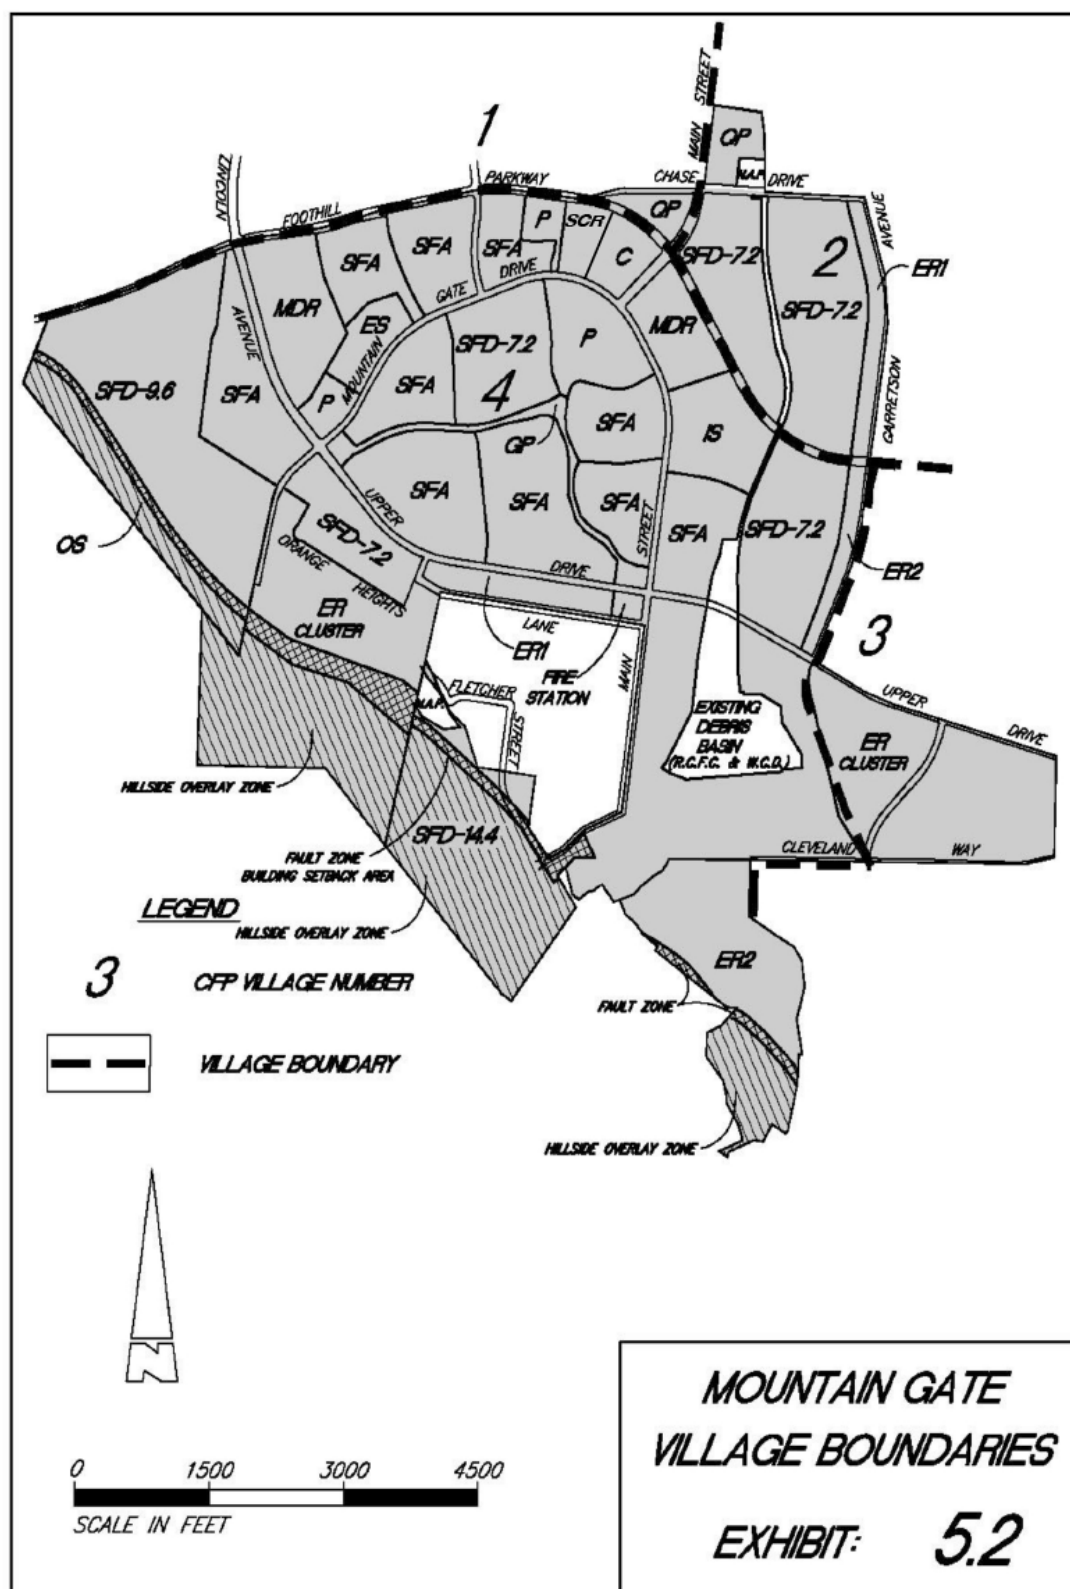 MAIN STREET
1
QP
N.A.P.
LINCOLN
PARKWAY
CHASE
DRIVE
FOOTHILL
P
SCR
QP
AVENUE
SFA
SFA
SFA
C
SFD-7.2
2
ER1
DRIVE
GATE
MDR
ES
SFD-7.2
AVENUE
MOUNTAIN
SFD-7.2
P
MDR
SFD-9.6
SFA
P
SFA
4
SFA
IS
GARRETSON
QP
SFA
SFA
SFA
UPPER
STREET
SFA
SFD-7.2
SFD-7.2
OS
ORANGE
HEIGHTS
DRIVE
ER2
ER
CLUSTER
LANE
ER1
3
FIRE
STATION
MAIN
FLETCHER
STREET
N.A.P.
UPPER
DRIVE
EXISTING
DEBRIS
BASIN
(R.C.F.C. & W.C.D.)
ER
CLUSTER
HILLSIDE OVERLAY ZONE
SFD-14.4
CLEVELAND
WAY
FAULT ZONE
BUILDING SETBACK AREA
LEGEND
HILLSIDE OVERLAY ZONE
ER2
3
CFP VILLAGE NUMBER
FAULT ZONE
VILLAGE BOUNDARY
HILLSIDE OVERLAY ZONE
N
0 1500 3000 4500
SCALE IN FEET
MOUNTAIN GATE
VILLAGE BOUNDARIES
EXHIBIT: 5.2